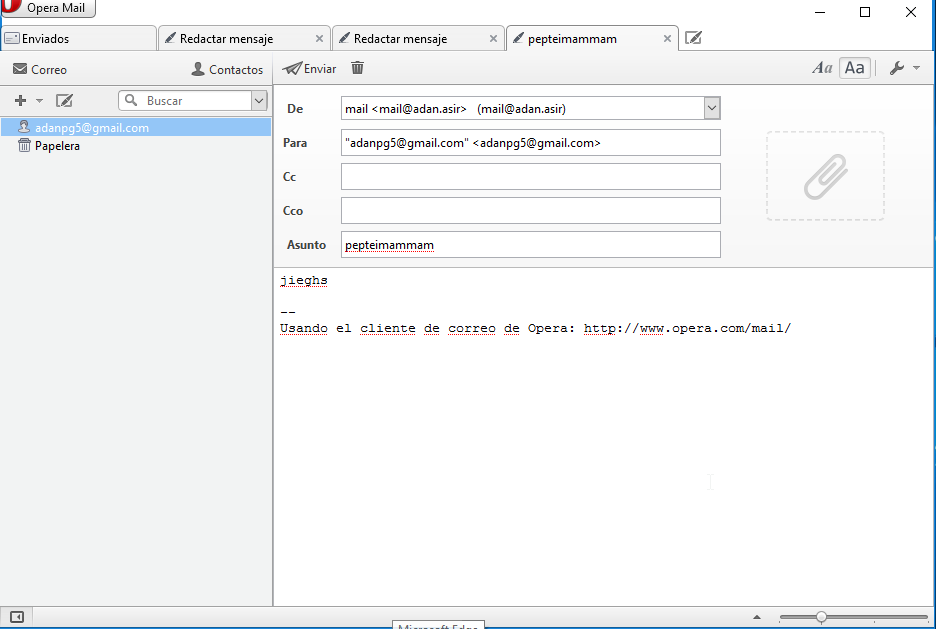 Opera Mail
Enviados
Redactar mensaje
Redactar mensaje
pepteimammam
Correo
Contactos
Enviar
Aa
Aa
Buscar
adanpg5@gmail.com
Papelera
De
mail <mail@adan.asir> (mail@adan.asir)
Para
"adanpg5@gmail.com" <adanpg5@gmail.com>
Cc
Cco
Asunto
pepteimammam
jieghs
--
Usando el cliente de correo de Opera: http://www.opera.com/mail/
Microsoft Edge